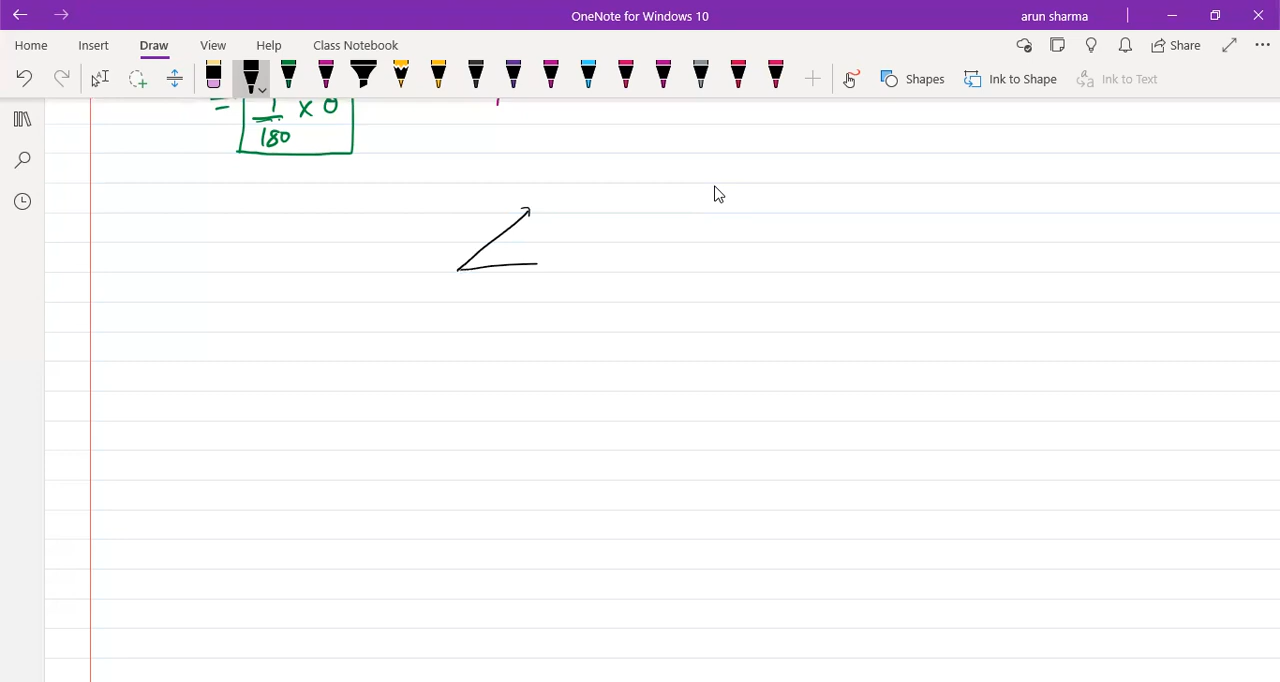 OneNote for Windows 10
arun sharma
Home Insert Draw View Help Class Notebook
Share
Shapes Ink to Shape Ink to Text
= 1/180 x θ